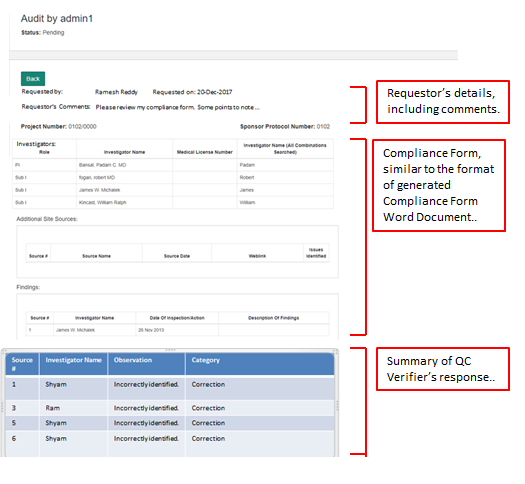 Audit by admin1
Status: Pending
Back
Requested by: Ramesh Reddy Requested on: 20-Dec-2017
Requestor's Comments: Please review my compliance form. Some points to note ...
Project Number: 0102/0000 Sponsor Protocol Number: 0102
Investigators:
Role Investigator Name Medical License Number Investigator Name (All Combinations Searched)
PI Bansal, Padam C. MD Padam
Sub I fogan, robert MD Robert
Sub I James W. Michalek James
Sub I Kincaid, William Ralph William
Additional Site Sources:
Source # Source Name Source Date Weblink Issues Identified
Findings:
Source # Investigator Name Date Of Inspection/Action Description Of Findings
1 James W. Michalek 26 Nov 2013
Source # Investigator Name Observation Category
1 Shyam Incorrectly identified. Correction
3 Ram Incorrectly identified. Correction
5 Shyam Incorrectly identified. Correction
6 Shyam Incorrectly identified. Correction
Requestor's details,
including comments.
Compliance Form,
similar to the format
of generated
Compliance Form
Word Document..
Summary of QC
Verifier's response..